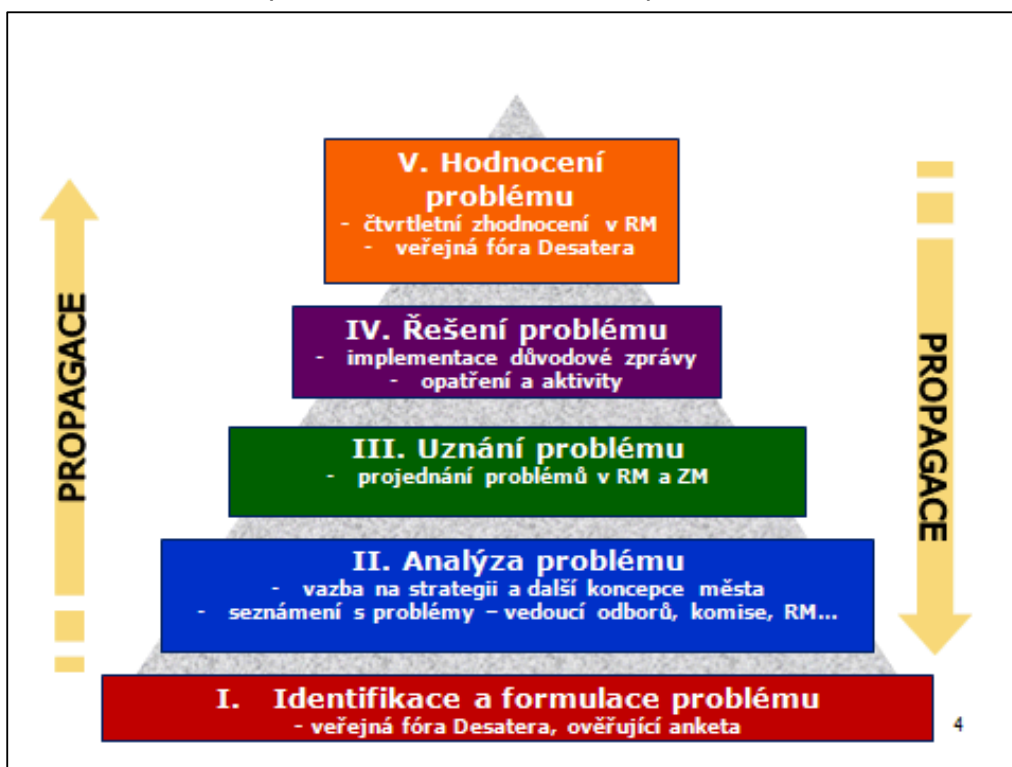 V. Hodnocení
problému
- čtvrtletní zhodnocení v RM
- veřejná fóra Desatera
IV. Řešení problému
- implementace důvodové zprávy
- opatření a aktivity
III. Uznání problému
- projednání problémů v RM a ZM
II. Analýza problému
- vazba na strategii a další koncepce města
- seznámení s problémy – vedoucí odborů, komise, RM...
I. Identifikace a formulace problému
- veřejná fóra Desatera, ověřující anketa
PROPAGACE
PROPAGACE
4